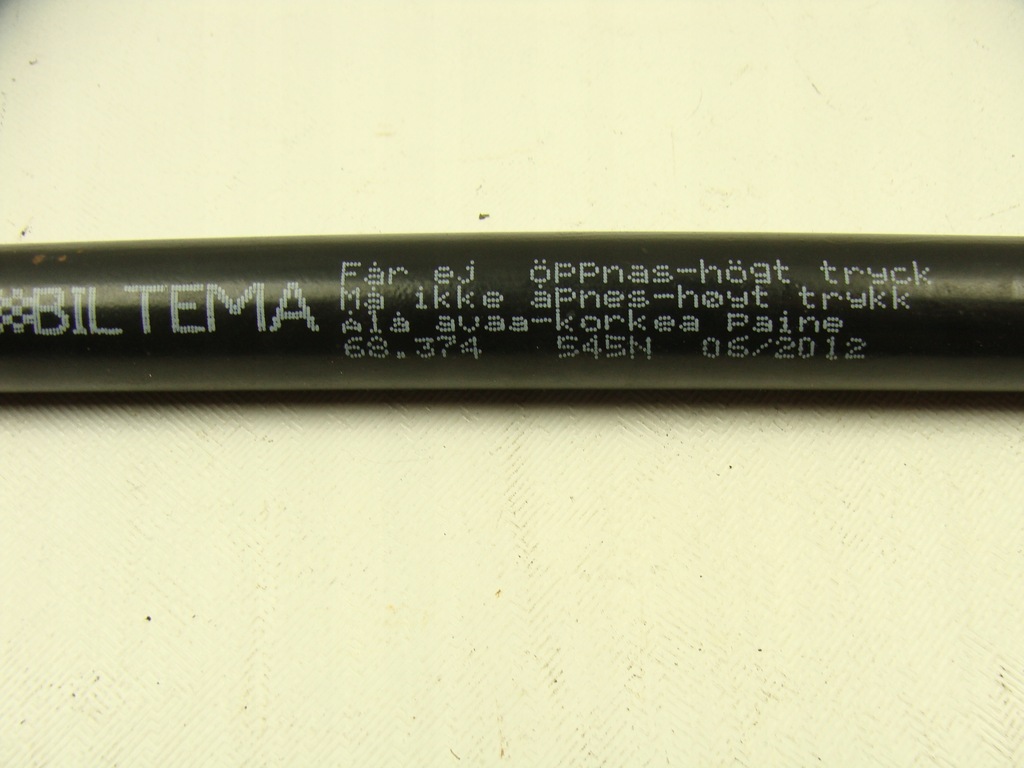 BILTEMA
Får ej öppnas-högt tryck
Må ikke åpnes-høyt trykk
Älä avaa-korkea paine
68.374 545N 06/2012